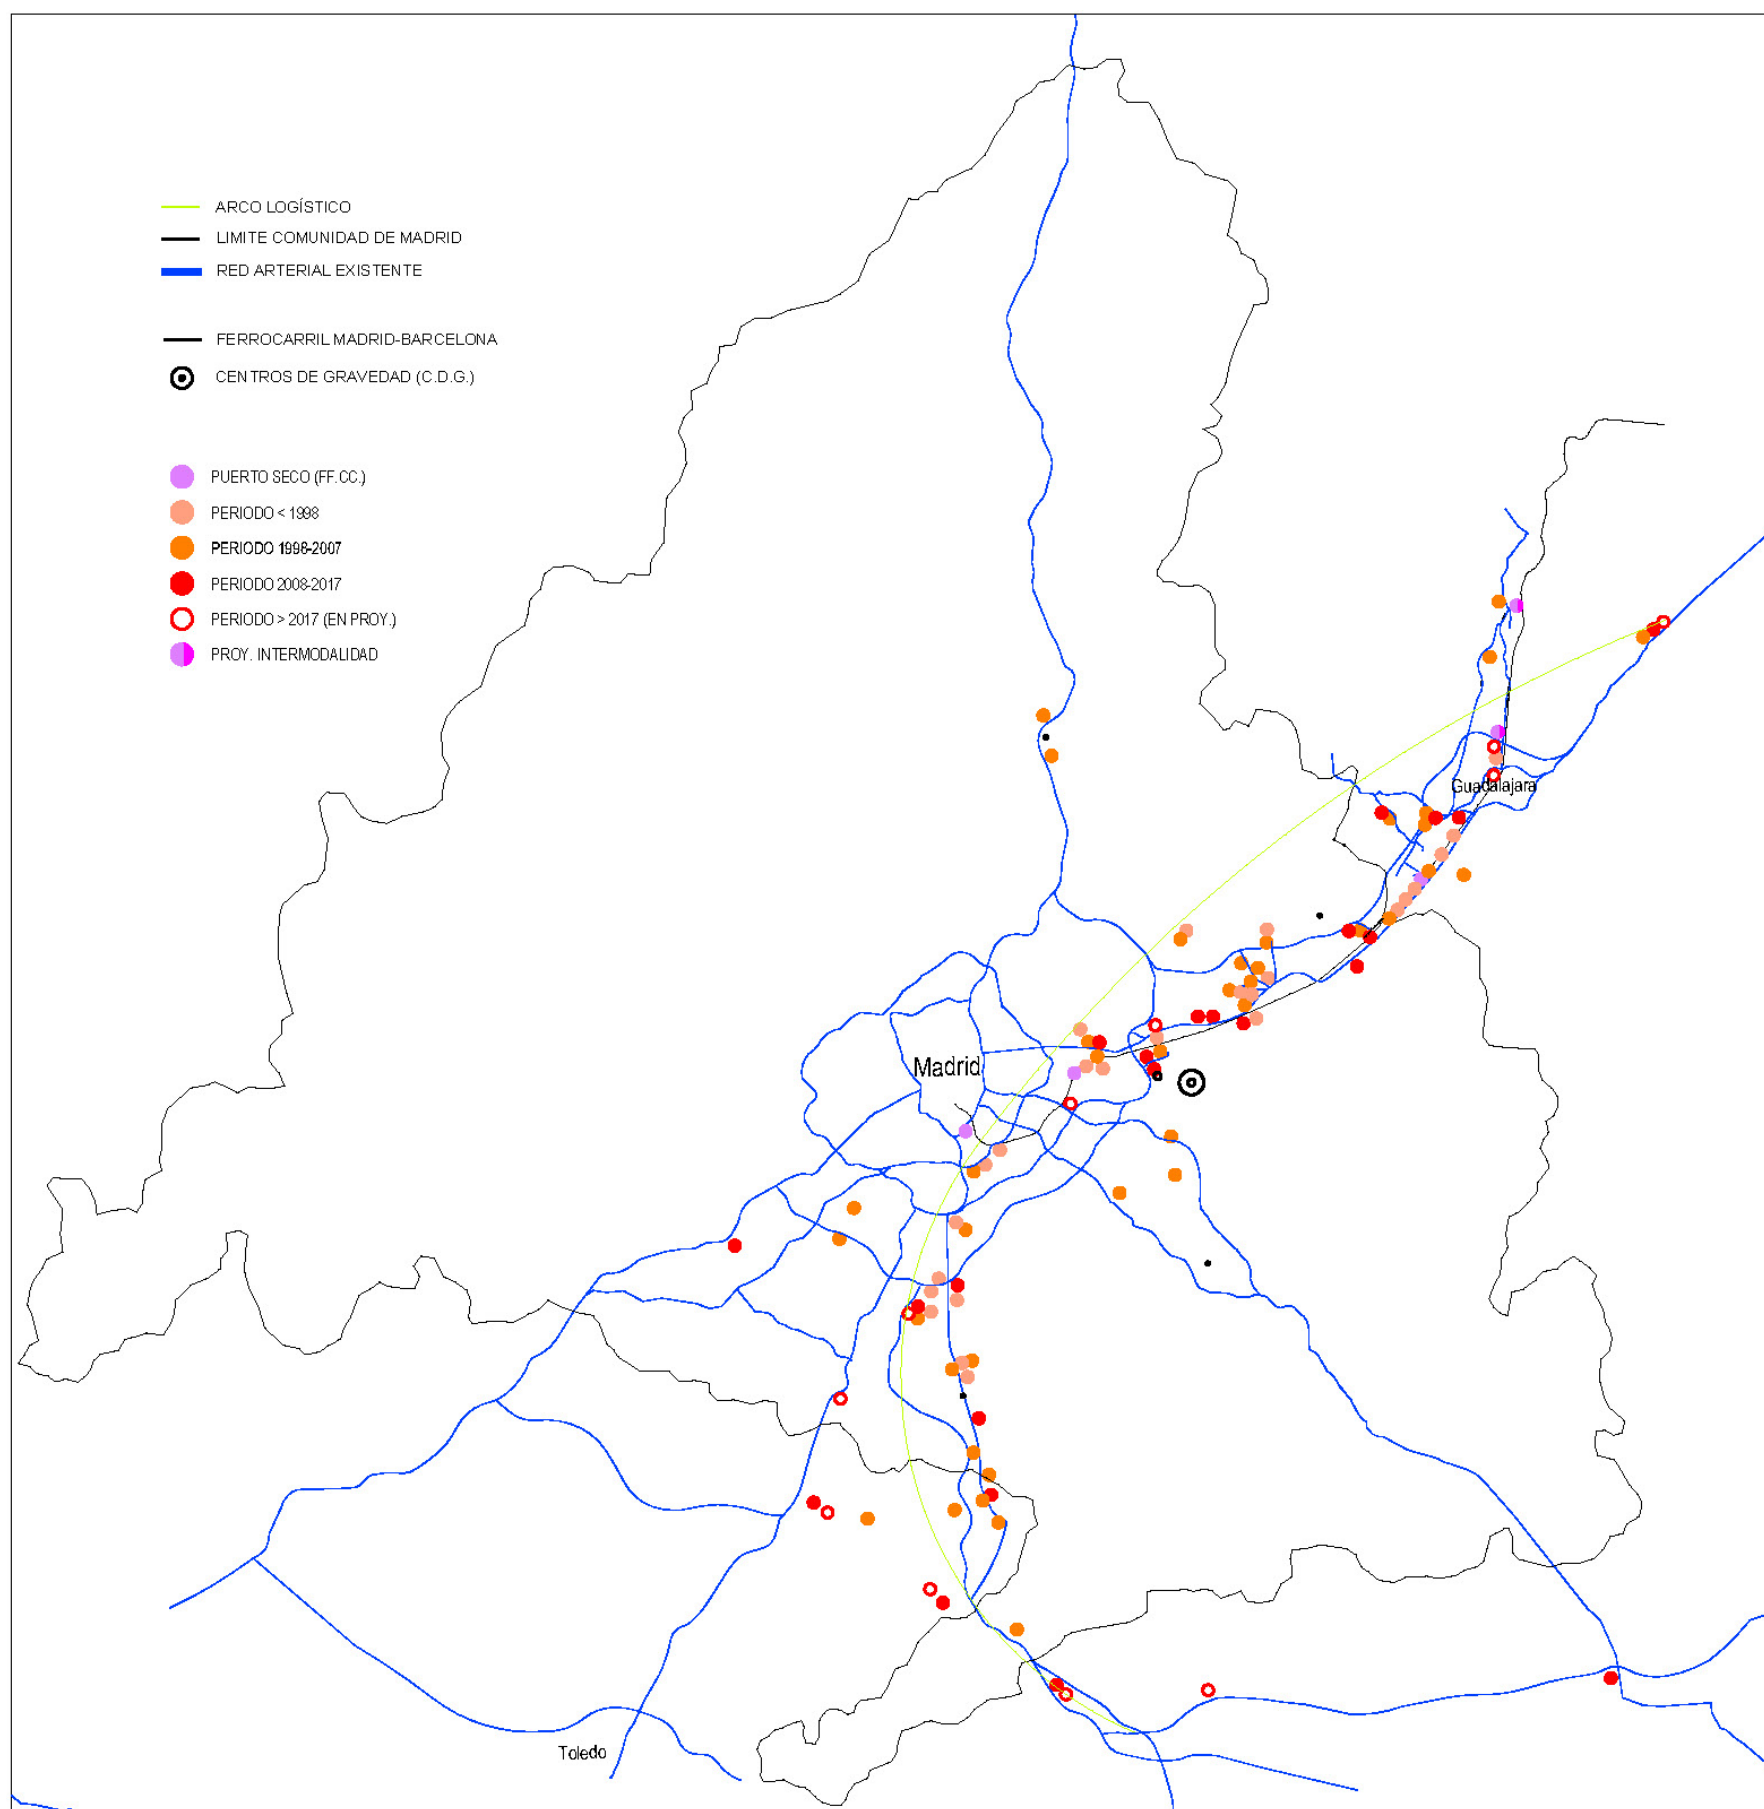 ARCO LOGÍSTICO
LIMITE COMUNIDAD DE MADRID
RED ARTERIAL EXISTENTE
FERROCARRIL MADRID-BARCELONA
CENTROS DE GRAVEDAD (C.D.G.)
PUERTO SECO (FF.CC.)
PERIODO < 1998
PERIODO 1998-2007
PERIODO 2008-2017
PERIODO > 2017 (EN PROY.)
PROY. INTERMODALIDAD
Guadalajara
Madrid
Toledo